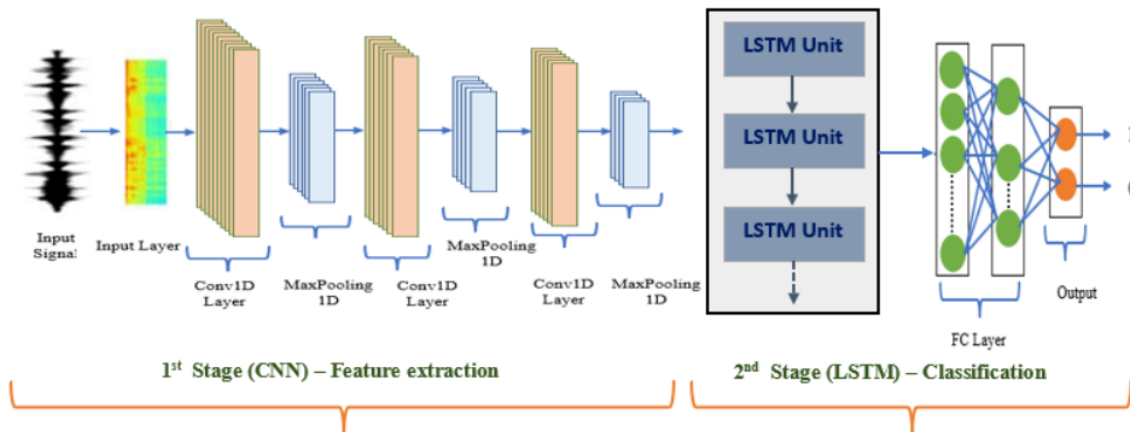 LSTM Unit
LSTM Unit
LSTM Unit
Input
Signal
Input Layer
Conv1D
Layer
MaxPooling
1D
Conv1D
Layer
MaxPooling
1D
Conv1D
Layer
MaxPooling
1D
FC Layer
Output
1st Stage (CNN) – Feature extraction
2nd Stage (LSTM) – Classification